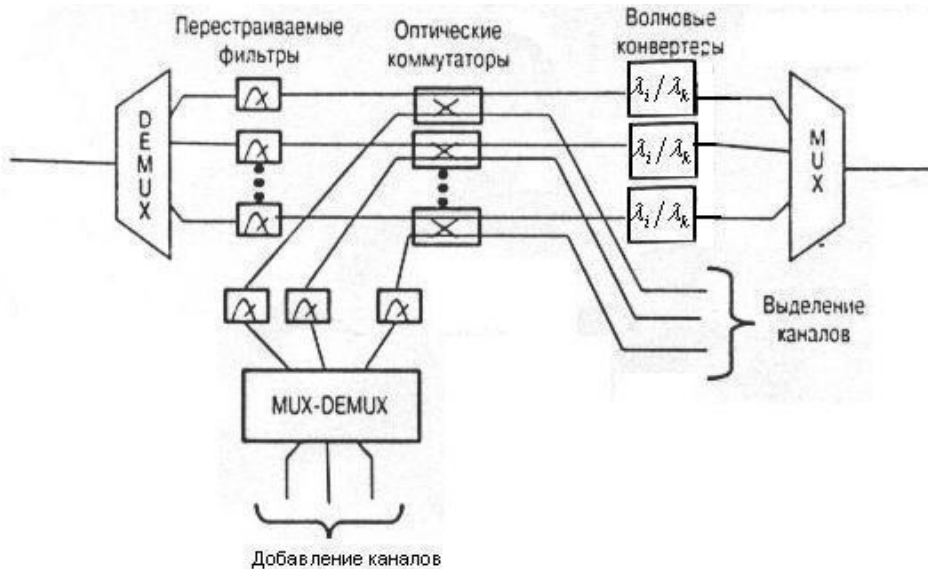 Перестраиваемые
фильтры
Оптические
коммутаторы
Волновые
конвертеры
DEMUX
λi / λk
λi / λk
λi / λk
MUX
Выделение
каналов
MUX-DEMUX
Добавление каналов